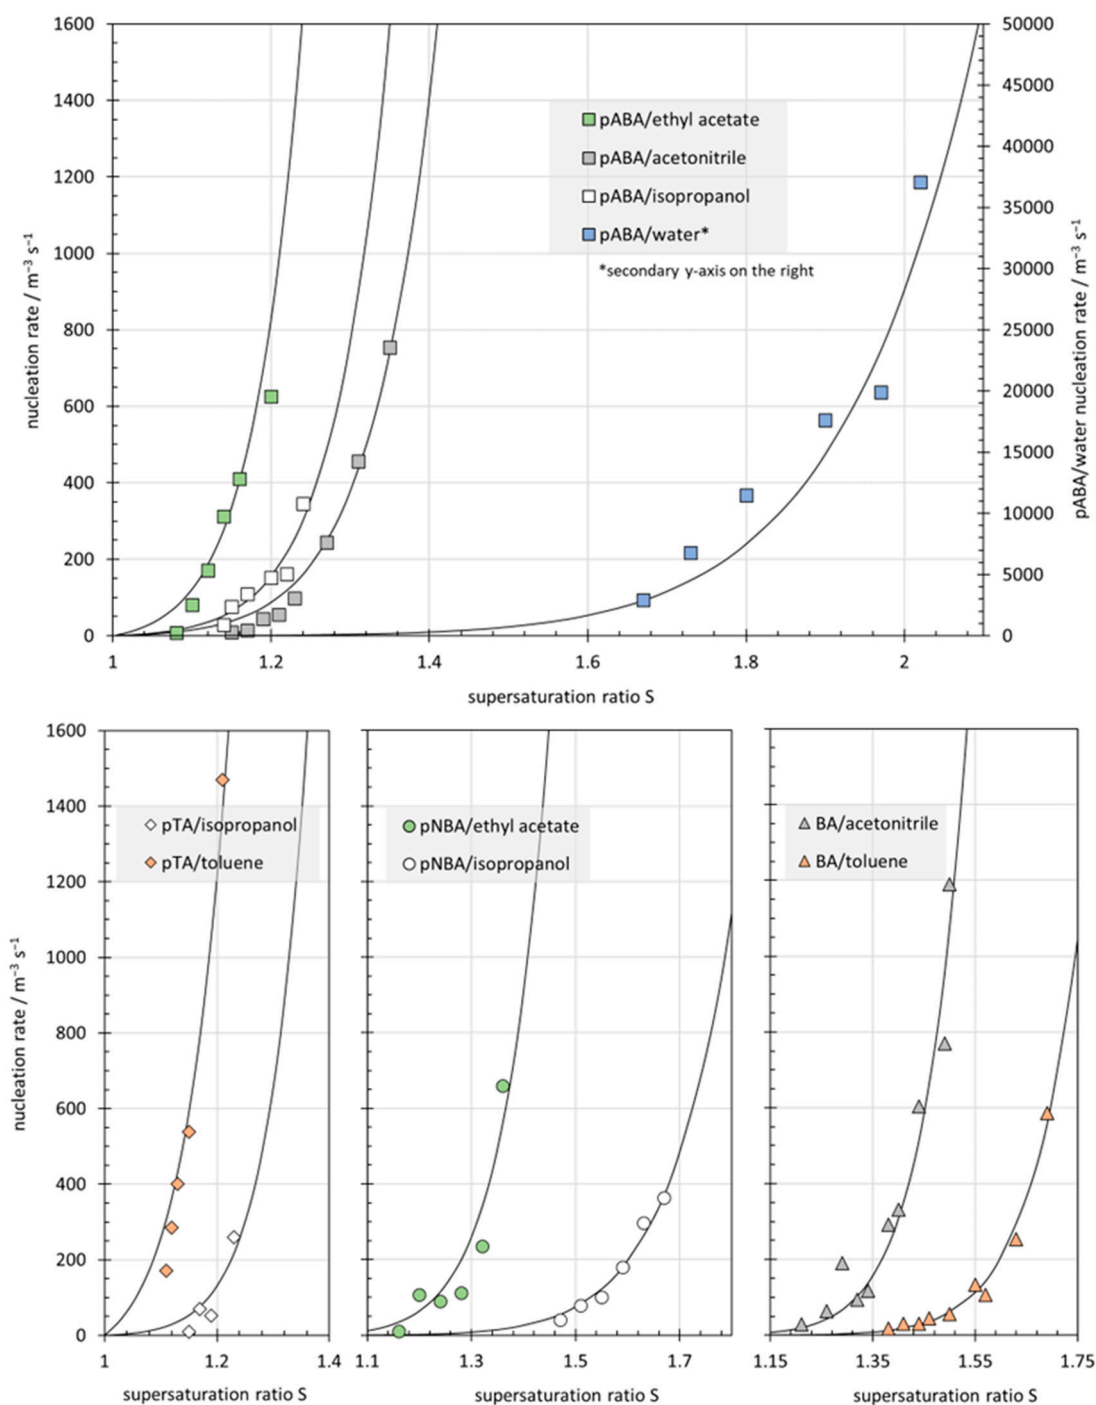 1600
1400
1200
1000
800
600
400
200
0
nucleation rate / m⁻³ s⁻¹
50000
45000
40000
35000
30000
25000
20000
15000
10000
5000
0
pABA/water nucleation rate / m⁻³ s⁻¹
pABA/ethyl acetate
pABA/acetonitrile
pABA/isopropanol
pABA/water*
*secondary y-axis on the right
1 1.2 1.4 1.6 1.8 2
supersaturation ratio S
1600
1400
1200
1000
800
600
400
200
0
nucleation rate / m⁻³ s⁻¹
pTA/isopropanol
pTA/toluene
1 1.2 1.4
supersaturation ratio S
pNBA/ethyl acetate
pNBA/isopropanol
1.1 1.3 1.5 1.7
supersaturation ratio S
BA/acetonitrile
BA/toluene
1.15 1.35 1.55 1.75
supersaturation ratio S